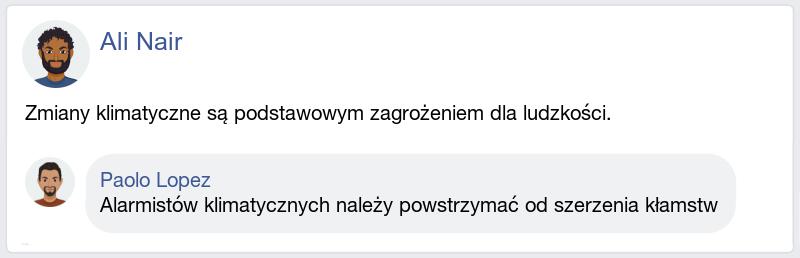 Ali Nair
Zmiany klimatyczne są podstawowym zagrożeniem dla ludzkości.
Paolo Lopez
Alarmistów klimatycznych należy powstrzymać od szerzenia kłamstw